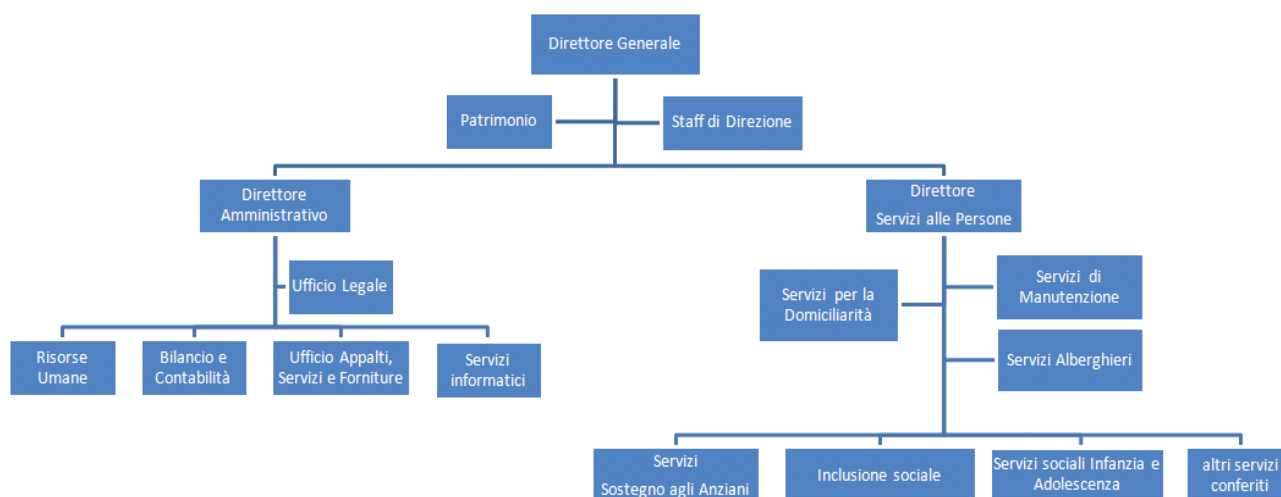 Direttore Generale
Patrimonio
Staff di Direzione
Direttore
Amministrativo
Direttore
Servizi alle Persone
Ufficio Legale
Servizi per la
Domiciliarità
Servizi di
Manutenzione
Servizi Alberghieri
Risorse
Umane
Bilancio e
Contabilità
Ufficio Appalti,
Servizi e Forniture
Servizi
informatici
Servizi
Sostegno agli Anziani
Inclusione sociale
Servizi sociali Infanzia e
Adolescenza
altri servizi
conferiti